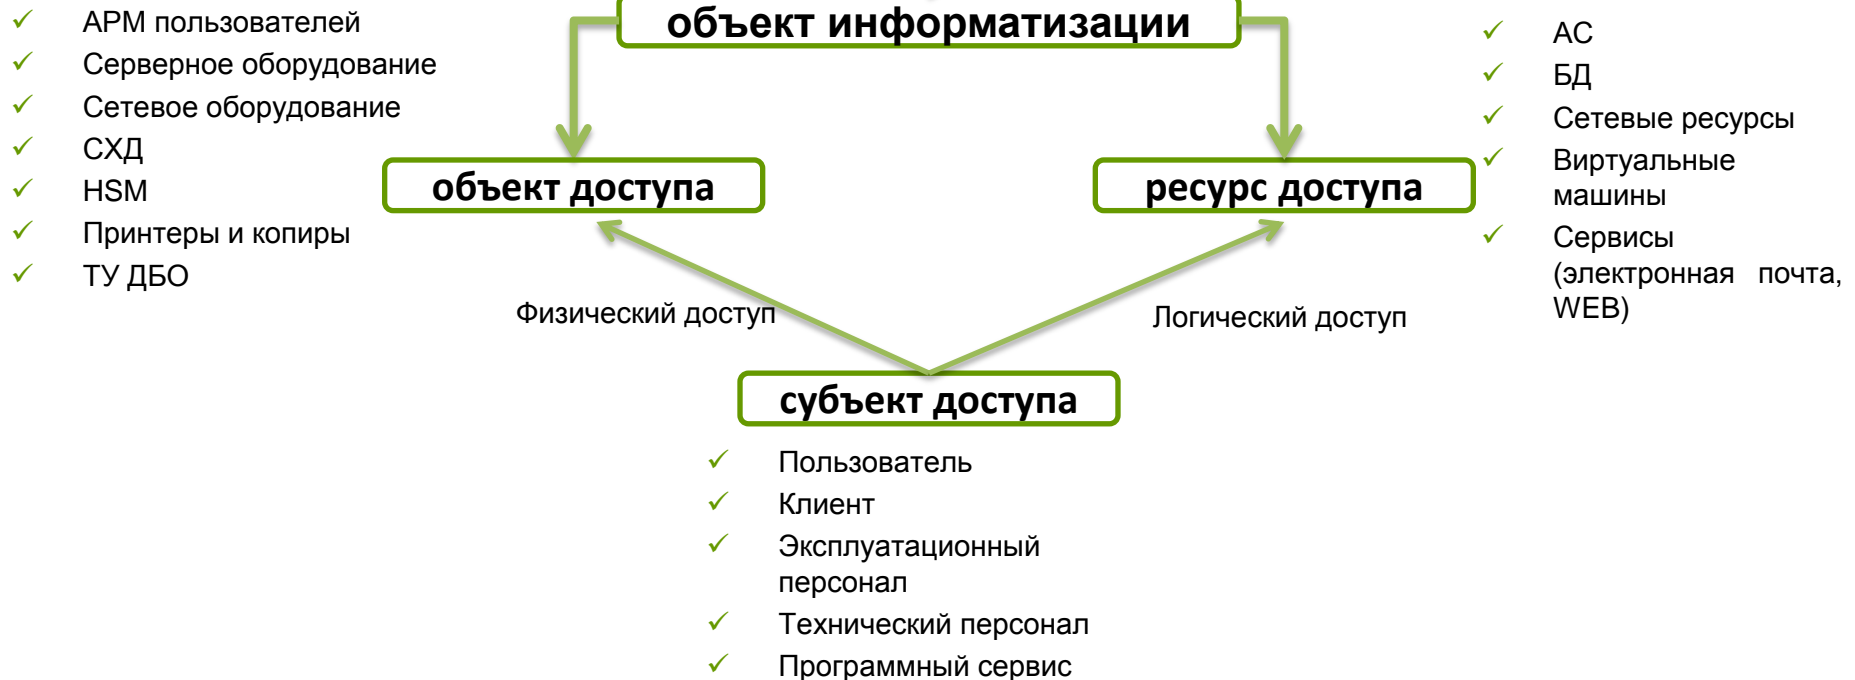 объект информатизации
АРМ пользователей
Серверное оборудование
Сетевое оборудование
СХД
HSM
Принтеры и копиры
ТУ ДБО
АС
БД
Сетевые ресурсы
Виртуальные
машины
Сервисы
(электронная почта,
WEB)
объект доступа
ресурс доступа
Физический доступ
Логический доступ
субъект доступа
Пользователь
Клиент
Эксплуатационный
персонал
Технический персонал
Программный сервис